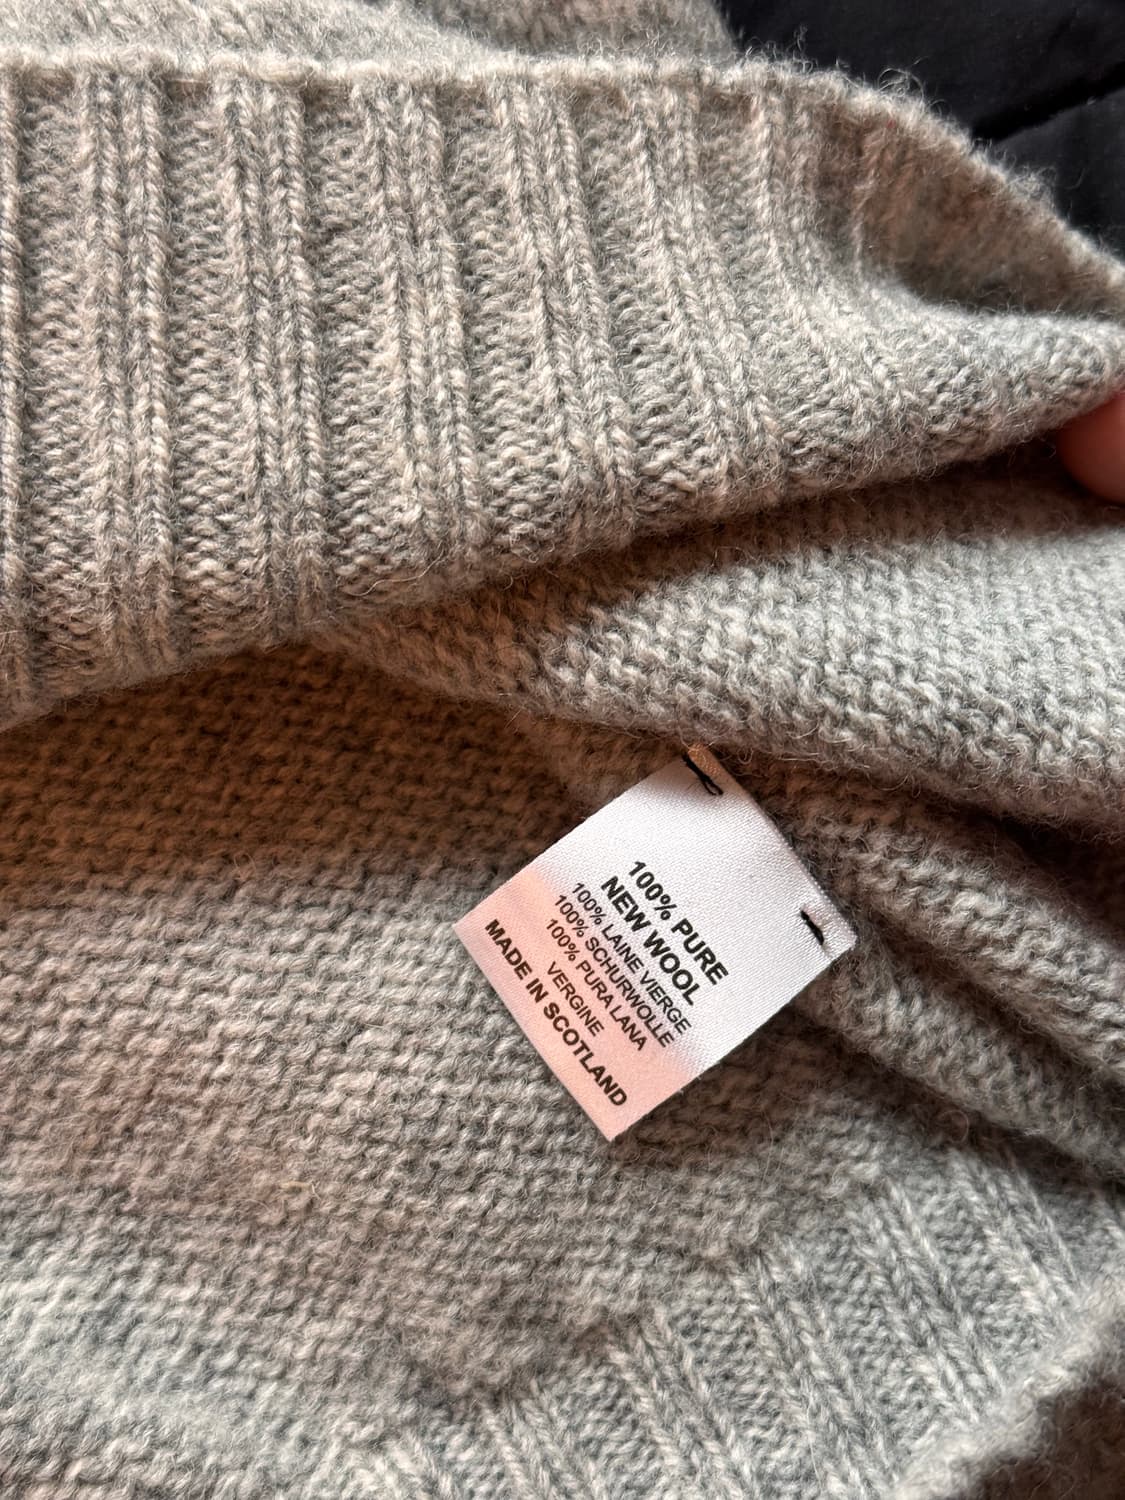 100% PURE
NEW WOOL
100% LAINE VIERGE
100% SCHURWOLLE
100% PURA LANA
VERGINE
MADE IN SCOTLAND